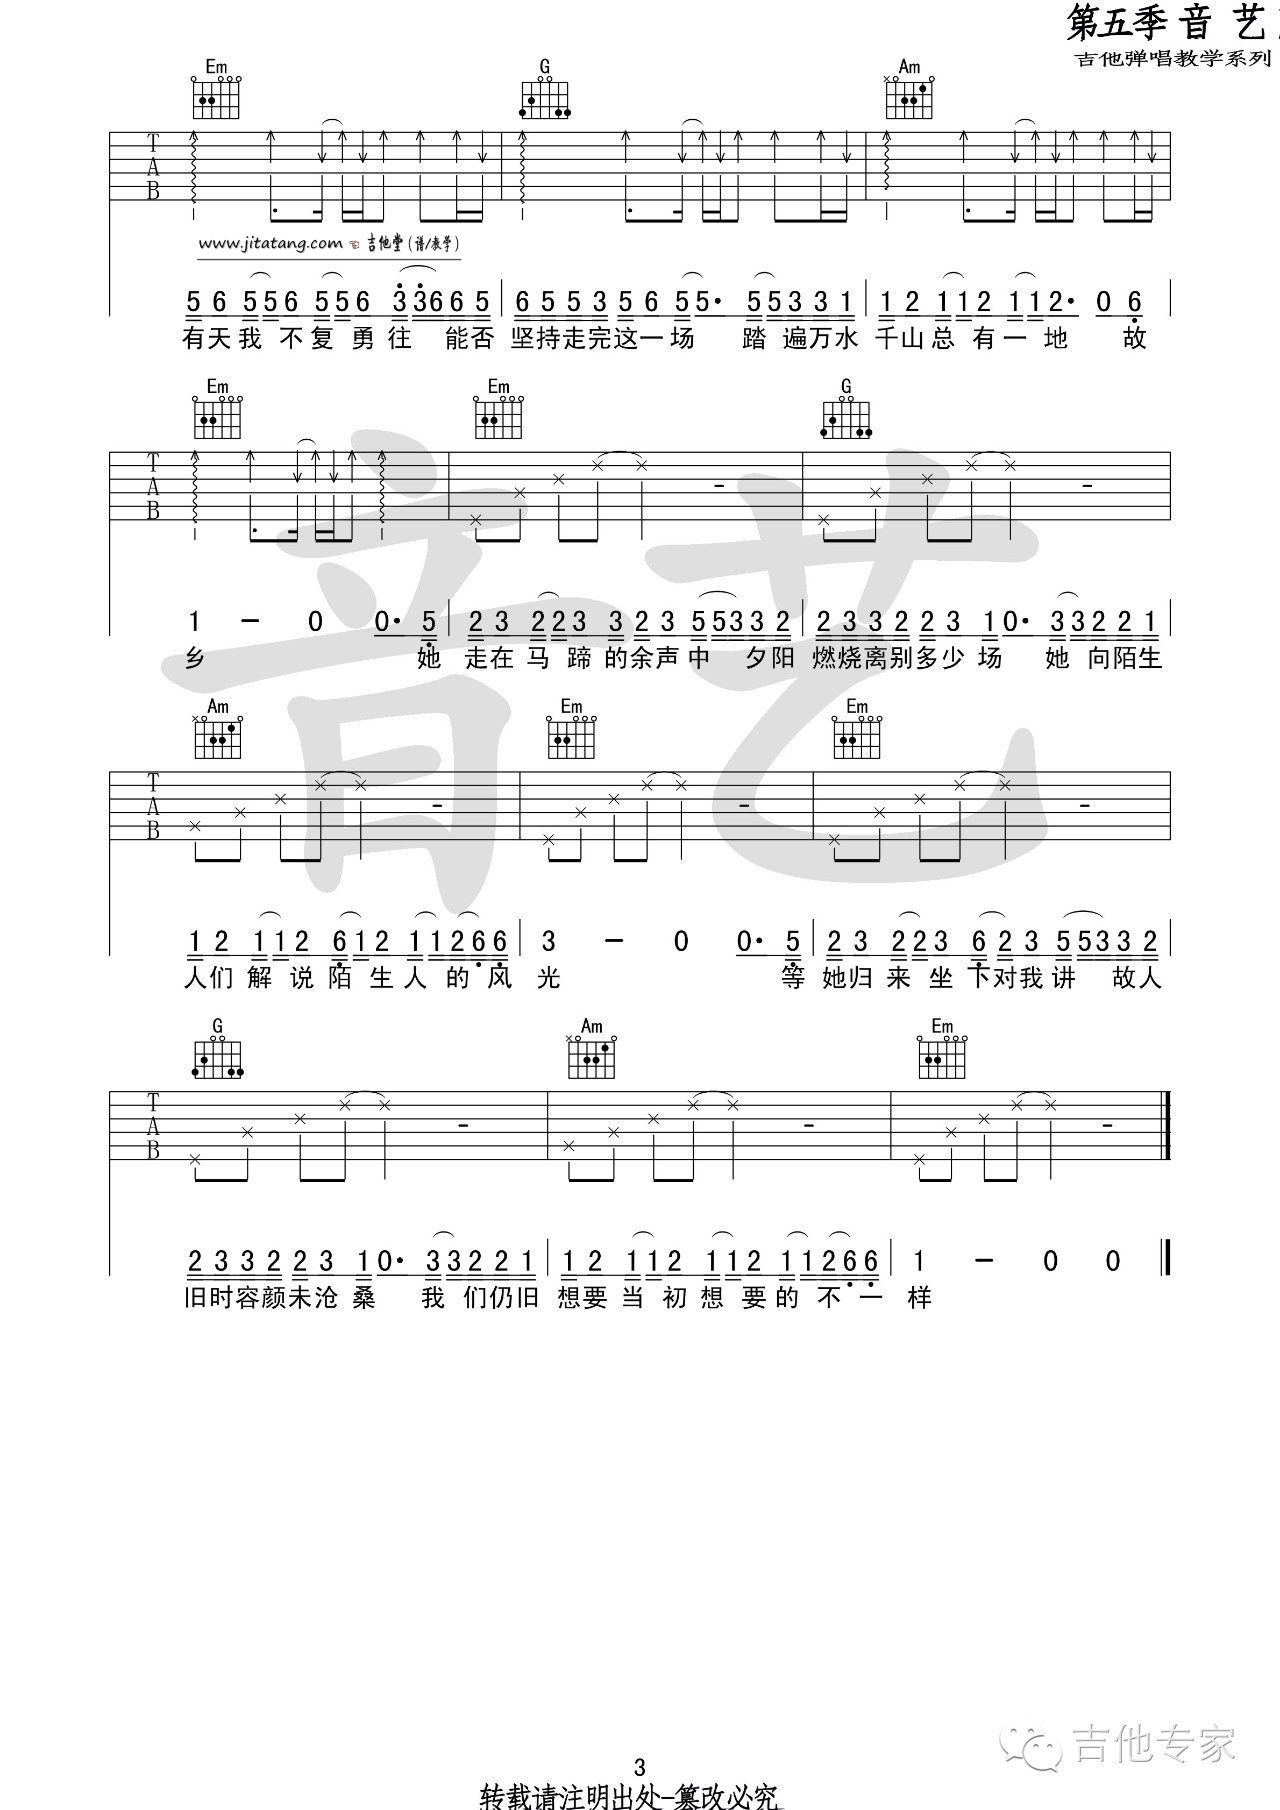 第五季音艺
吉他弹唱教学系列
Em G Am
T
A
B
www.jitatang.com 吉他堂(谱/教学)
5 6 5 5 6 5 5 6 3 3 6 6 5 6 5 5 3 5 6 5 5· 5 5 3 3 1 1 2 1 1 2 1 1 2· 0 6
有天我不复勇往 能否坚持走完这一场 踏遍万水千山总有一地 故
Em Em G
T
A
B
1 - 0 0· 5 2 3 2 2 3 3 2 3 5 5 3 3 2 2 3 3 2 2 3 1 0· 3 3 2 2 1
乡 她 走在马蹄的余声中 夕阳燃烧离别多少场 她向陌生
Am Em Em
T
A
B
1 2 1 1 2 6 1 2 1 1 2 6 6 3 - 0 0· 5 2 3 2 2 3 6 2 3 5 5 3 3 2
人们解说陌生人的风光 等她归来坐下对我讲 故人
G Am Em
T
A
B
2 3 3 2 2 3 1 0· 3 3 2 2 1 1 2 1 1 2 1 1 2 1 1 2 6 6 1 - 0 0
旧时容颜未沧桑 我们仍旧想要当初想要的不一样
吉他专家
3
转载请注明出处-篡改必究